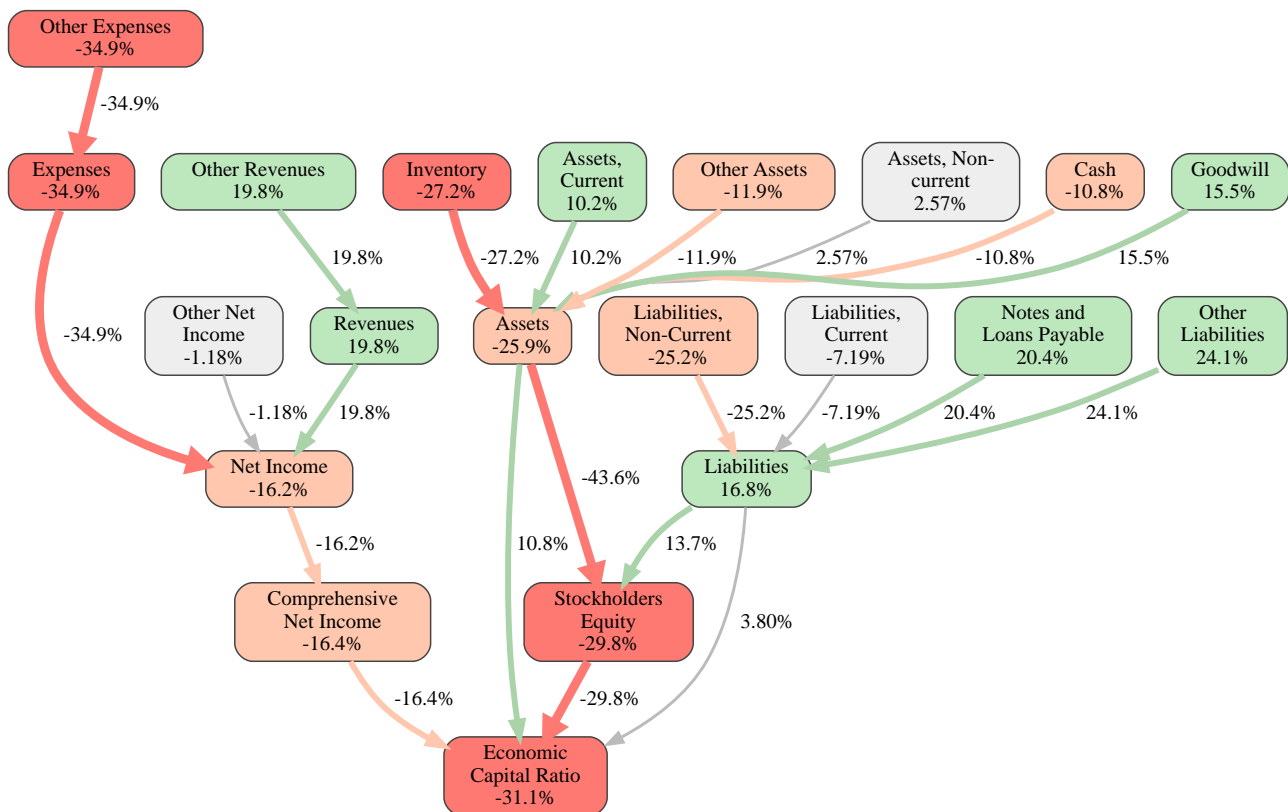 Other Expenses
-34.9%
-34.9%
Expenses
-34.9%
Other Revenues
19.8%
Inventory
-27.2%
Assets,
Current
10.2%
Other Assets
-11.9%
Assets, Non-
current
2.57%
Cash
-10.8%
Goodwill
15.5%
19.8%
-27.2%
10.2%
-11.9%
2.57%
-10.8%
15.5%
-34.9%
Other Net
Income
-1.18%
Revenues
19.8%
Assets
-25.9%
Liabilities,
Non-Current
-25.2%
Liabilities,
Current
-7.19%
Notes and
Loans Payable
20.4%
Other
Liabilities
24.1%
-1.18%
19.8%
-25.2%
-7.19%
20.4%
24.1%
Net Income
-16.2%
-43.6%
Liabilities
16.8%
-16.2%
10.8%
13.7%
Comprehensive
Net Income
-16.4%
Stockholders
Equity
-29.8%
3.80%
-16.4%
-29.8%
Economic
Capital Ratio
-31.1%